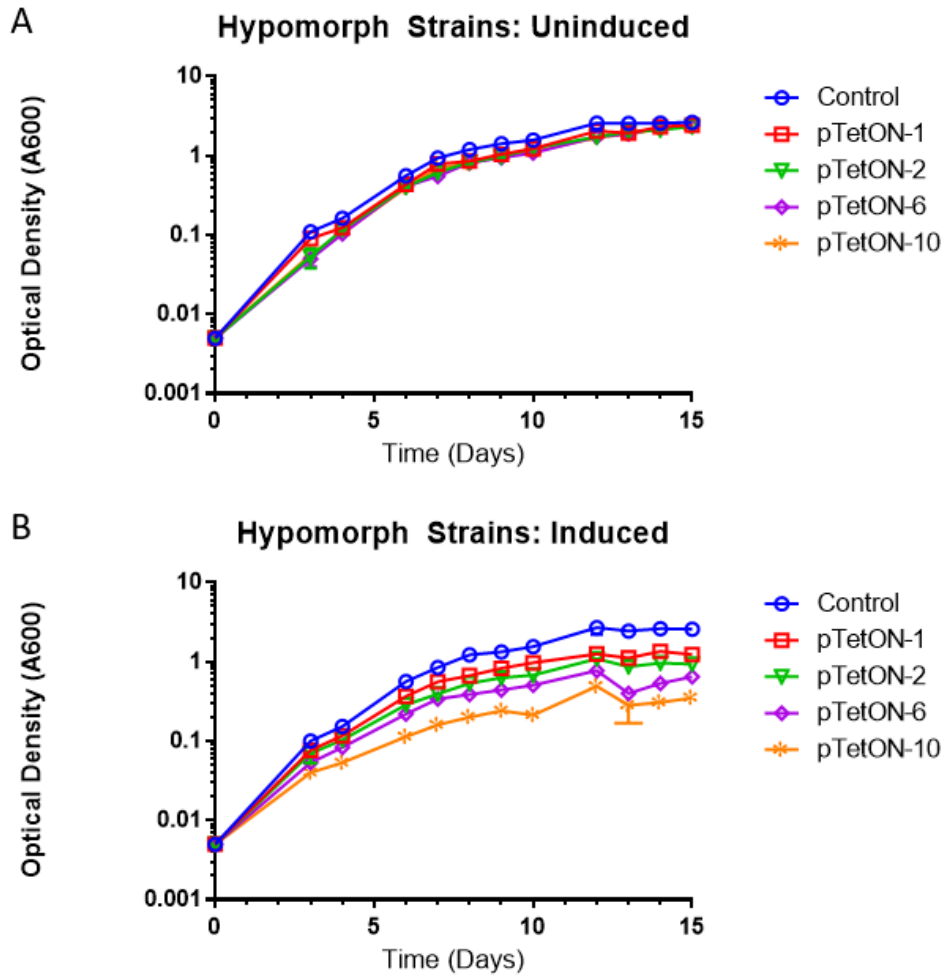 A
Hypomorph Strains: Uninduced
Optical Density (A600)
10
1
0.1
0.01
0.001
0
5
10
15
Time (Days)
Control
pTetON-1
pTetON-2
pTetON-6
pTetON-10
B
Hypomorph Strains: Induced
Optical Density (A600)
10
1
0.1
0.01
0.001
0
5
10
15
Time (Days)
Control
pTetON-1
pTetON-2
pTetON-6
pTetON-10